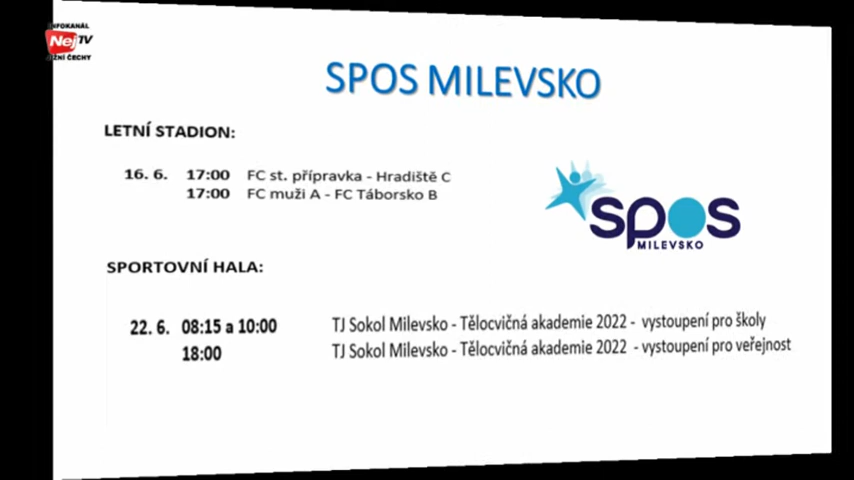 INFOKANÁL
Nej TV
JIŽNÍ ČECHY
SPOS MILEVSKO
LETNÍ STADION:
16. 6. 17:00 FC st. přípravka - Hradiště C
17:00 FC muži A - FC Táborsko B
spos
MILEVSKO
SPORTOVNÍ HALA:
22. 6. 08:15 a 10:00 TJ Sokol Milevsko - Tělocvičná akademie 2022 - vystoupení pro školy
18:00 TJ Sokol Milevsko - Tělocvičná akademie 2022 - vystoupení pro veřejnost